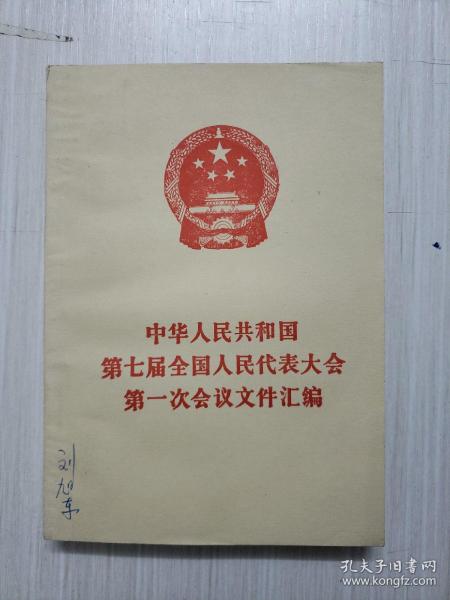 中华人民共和国
第七届全国人民代表大会
第一次会议文件汇编
刘旭东
孔夫子旧书网
www.kongfz.com